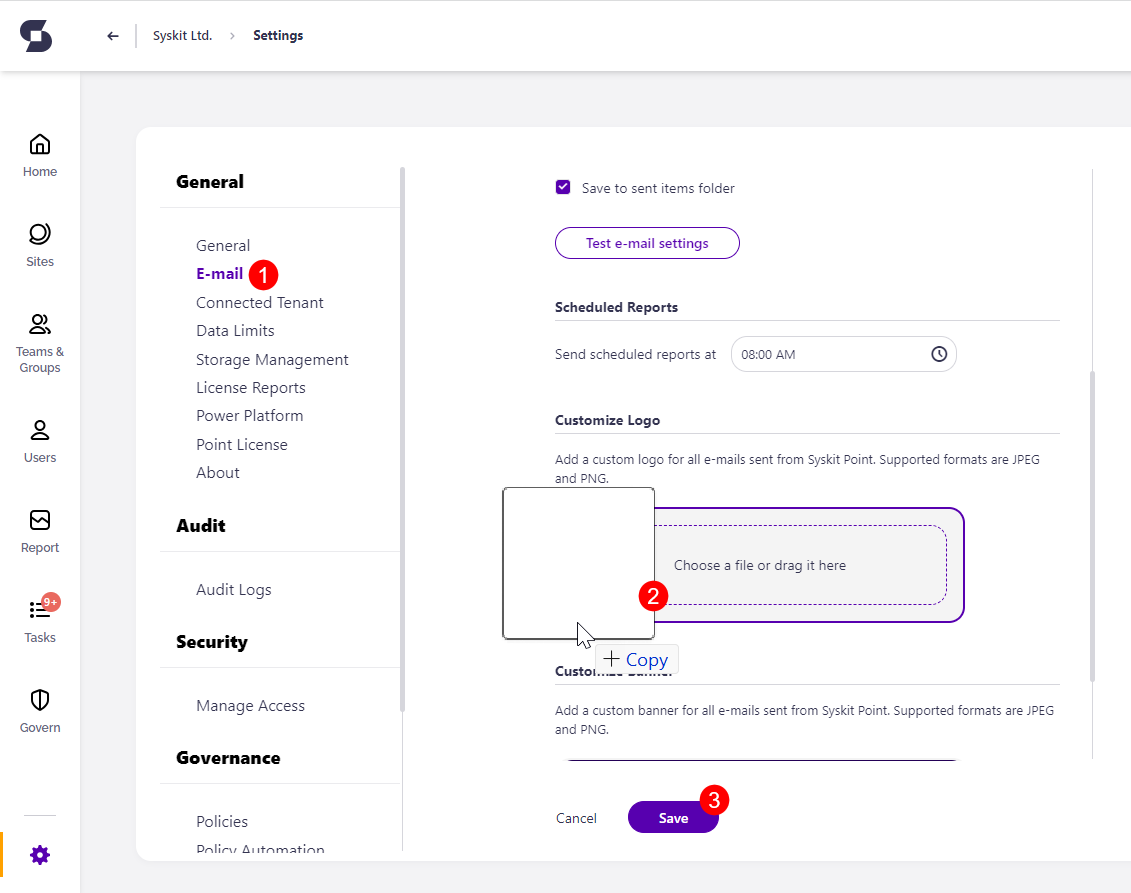 Syskit Ltd.
Settings
Home
Sites
Teams &
Groups
Users
Report
9+
Tasks
Govern
General
General
E-mail
1
Connected Tenant
Data Limits
Storage Management
License Reports
Power Platform
Point License
About
Audit
Audit Logs
Security
Manage Access
Governance
Policies
Policy Automation
Save to sent items folder
Test e-mail settings
Scheduled Reports
Send scheduled reports at
08:00 AM
Customize Logo
Add a custom logo for all e-mails sent from Syskit Point. Supported formats are JPEG
and PNG.
Choose a file or drag it here
2
Copy
Customize Banner
Add a custom banner for all e-mails sent from Syskit Point. Supported formats are JPEG
and PNG.
Cancel
Save
3